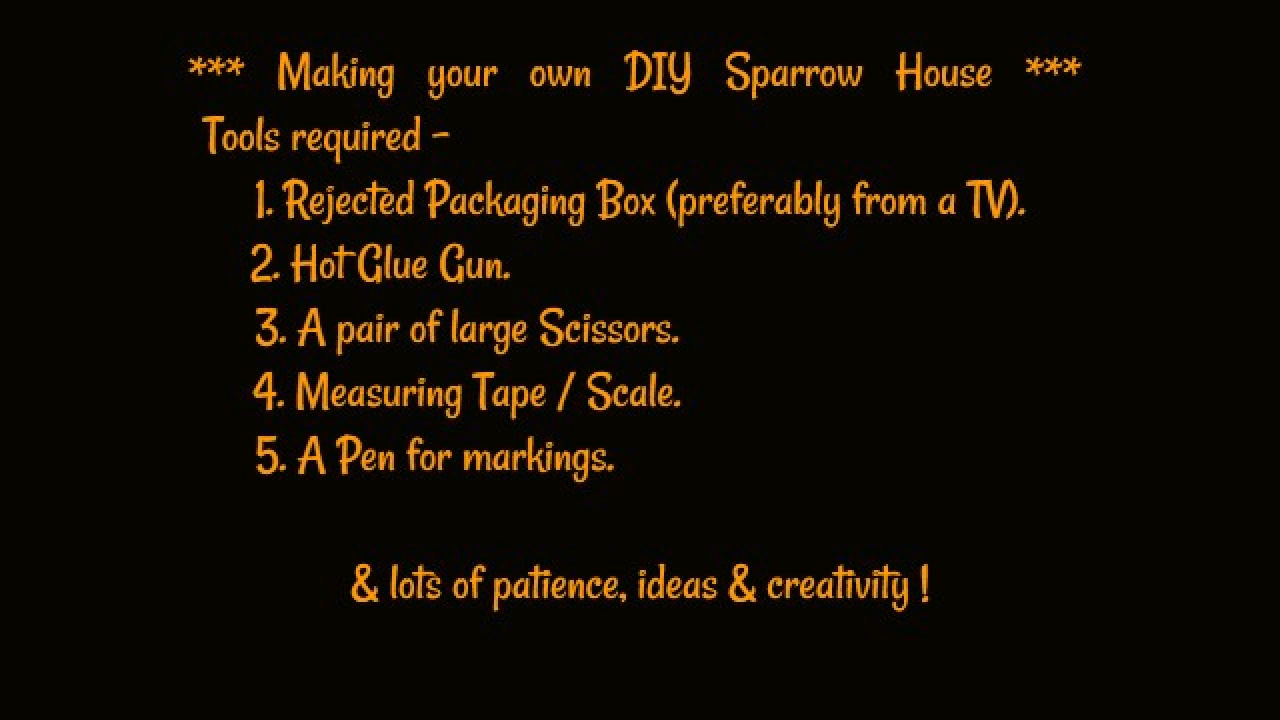 *** Making your own DIY Sparrow House ***
Tools required -
1. Rejected Packaging Box (preferably from a TV).
2. Hot Glue Gun.
3. A pair of large Scissors.
4. Measuring Tape / Scale.
5. A Pen for markings.
& lots of patience, ideas & creativity !